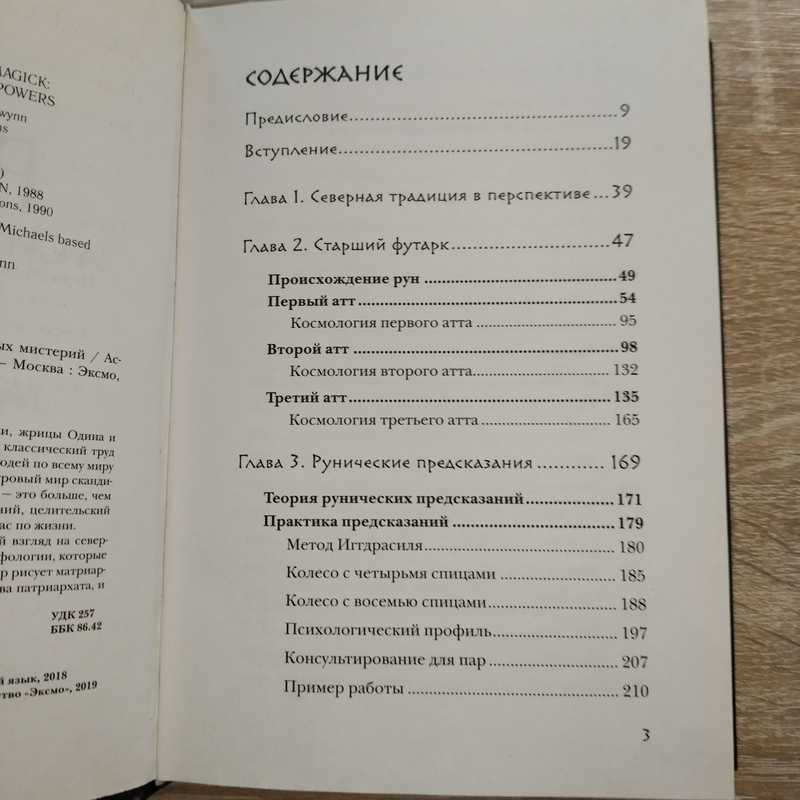 MAGICK:
POWERS
wynn
ns
)
N, 1988
ons, 1990
Michaels based
nn
ых мистерий / Ас-
– Москва : Эксмо,
и, жрицы Одина и
классический труд
юдей по всему миру
тровый мир сканди-
— это больше, чем
ний, целительский
ас по жизни.
й взгляд на север-
фологии, которые
р рисует матриар-
ва патриархата, и
УДК 257
ББК 86.42
й язык, 2018
тво «Эксмо», 2019
СОДЕРЖАНИЕ
Предисловие 9
Вступление 19
Глава 1. Северная традиция в перспективе 39
Глава 2. Старший футарк 47
Происхождение рун 49
Первый атт 54
Космология первого атта 95
Второй атт 98
Космология второго атта 132
Третий атт 135
Космология третьего атта 165
Глава 3. Рунические предсказания 169
Теория рунических предсказаний 171
Практика предсказаний 179
Метод Иггдрасиля 180
Колесо с четырьмя спицами 185
Колесо с восемью спицами 188
Психологический профиль 197
Консультирование для пар 207
Пример работы 210
3